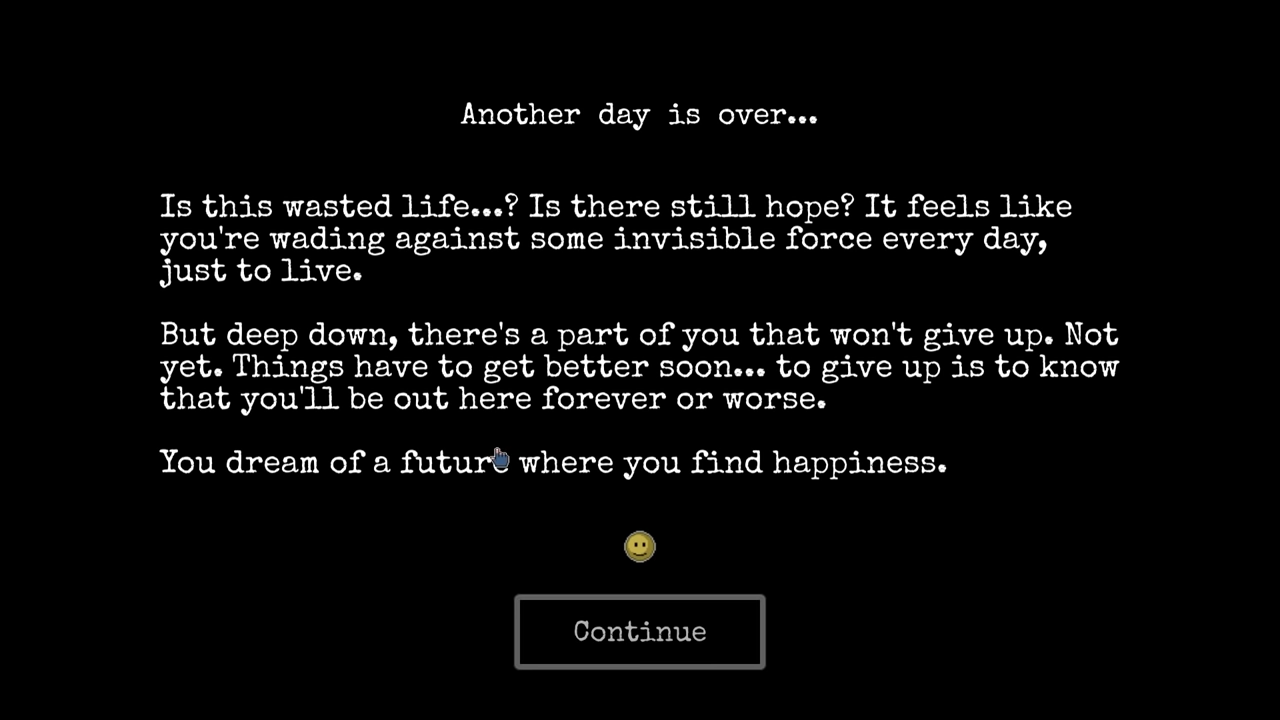 Another day is over...
Is this wasted life...? Is there still hope? It feels like
you're wading against some invisible force every day,
just to live.
But deep down, there's a part of you that won't give up. Not
yet. Things have to get better soon... to give up is to know
that you'll be out here forever or worse.
You dream of a future where you find happiness.
Continue